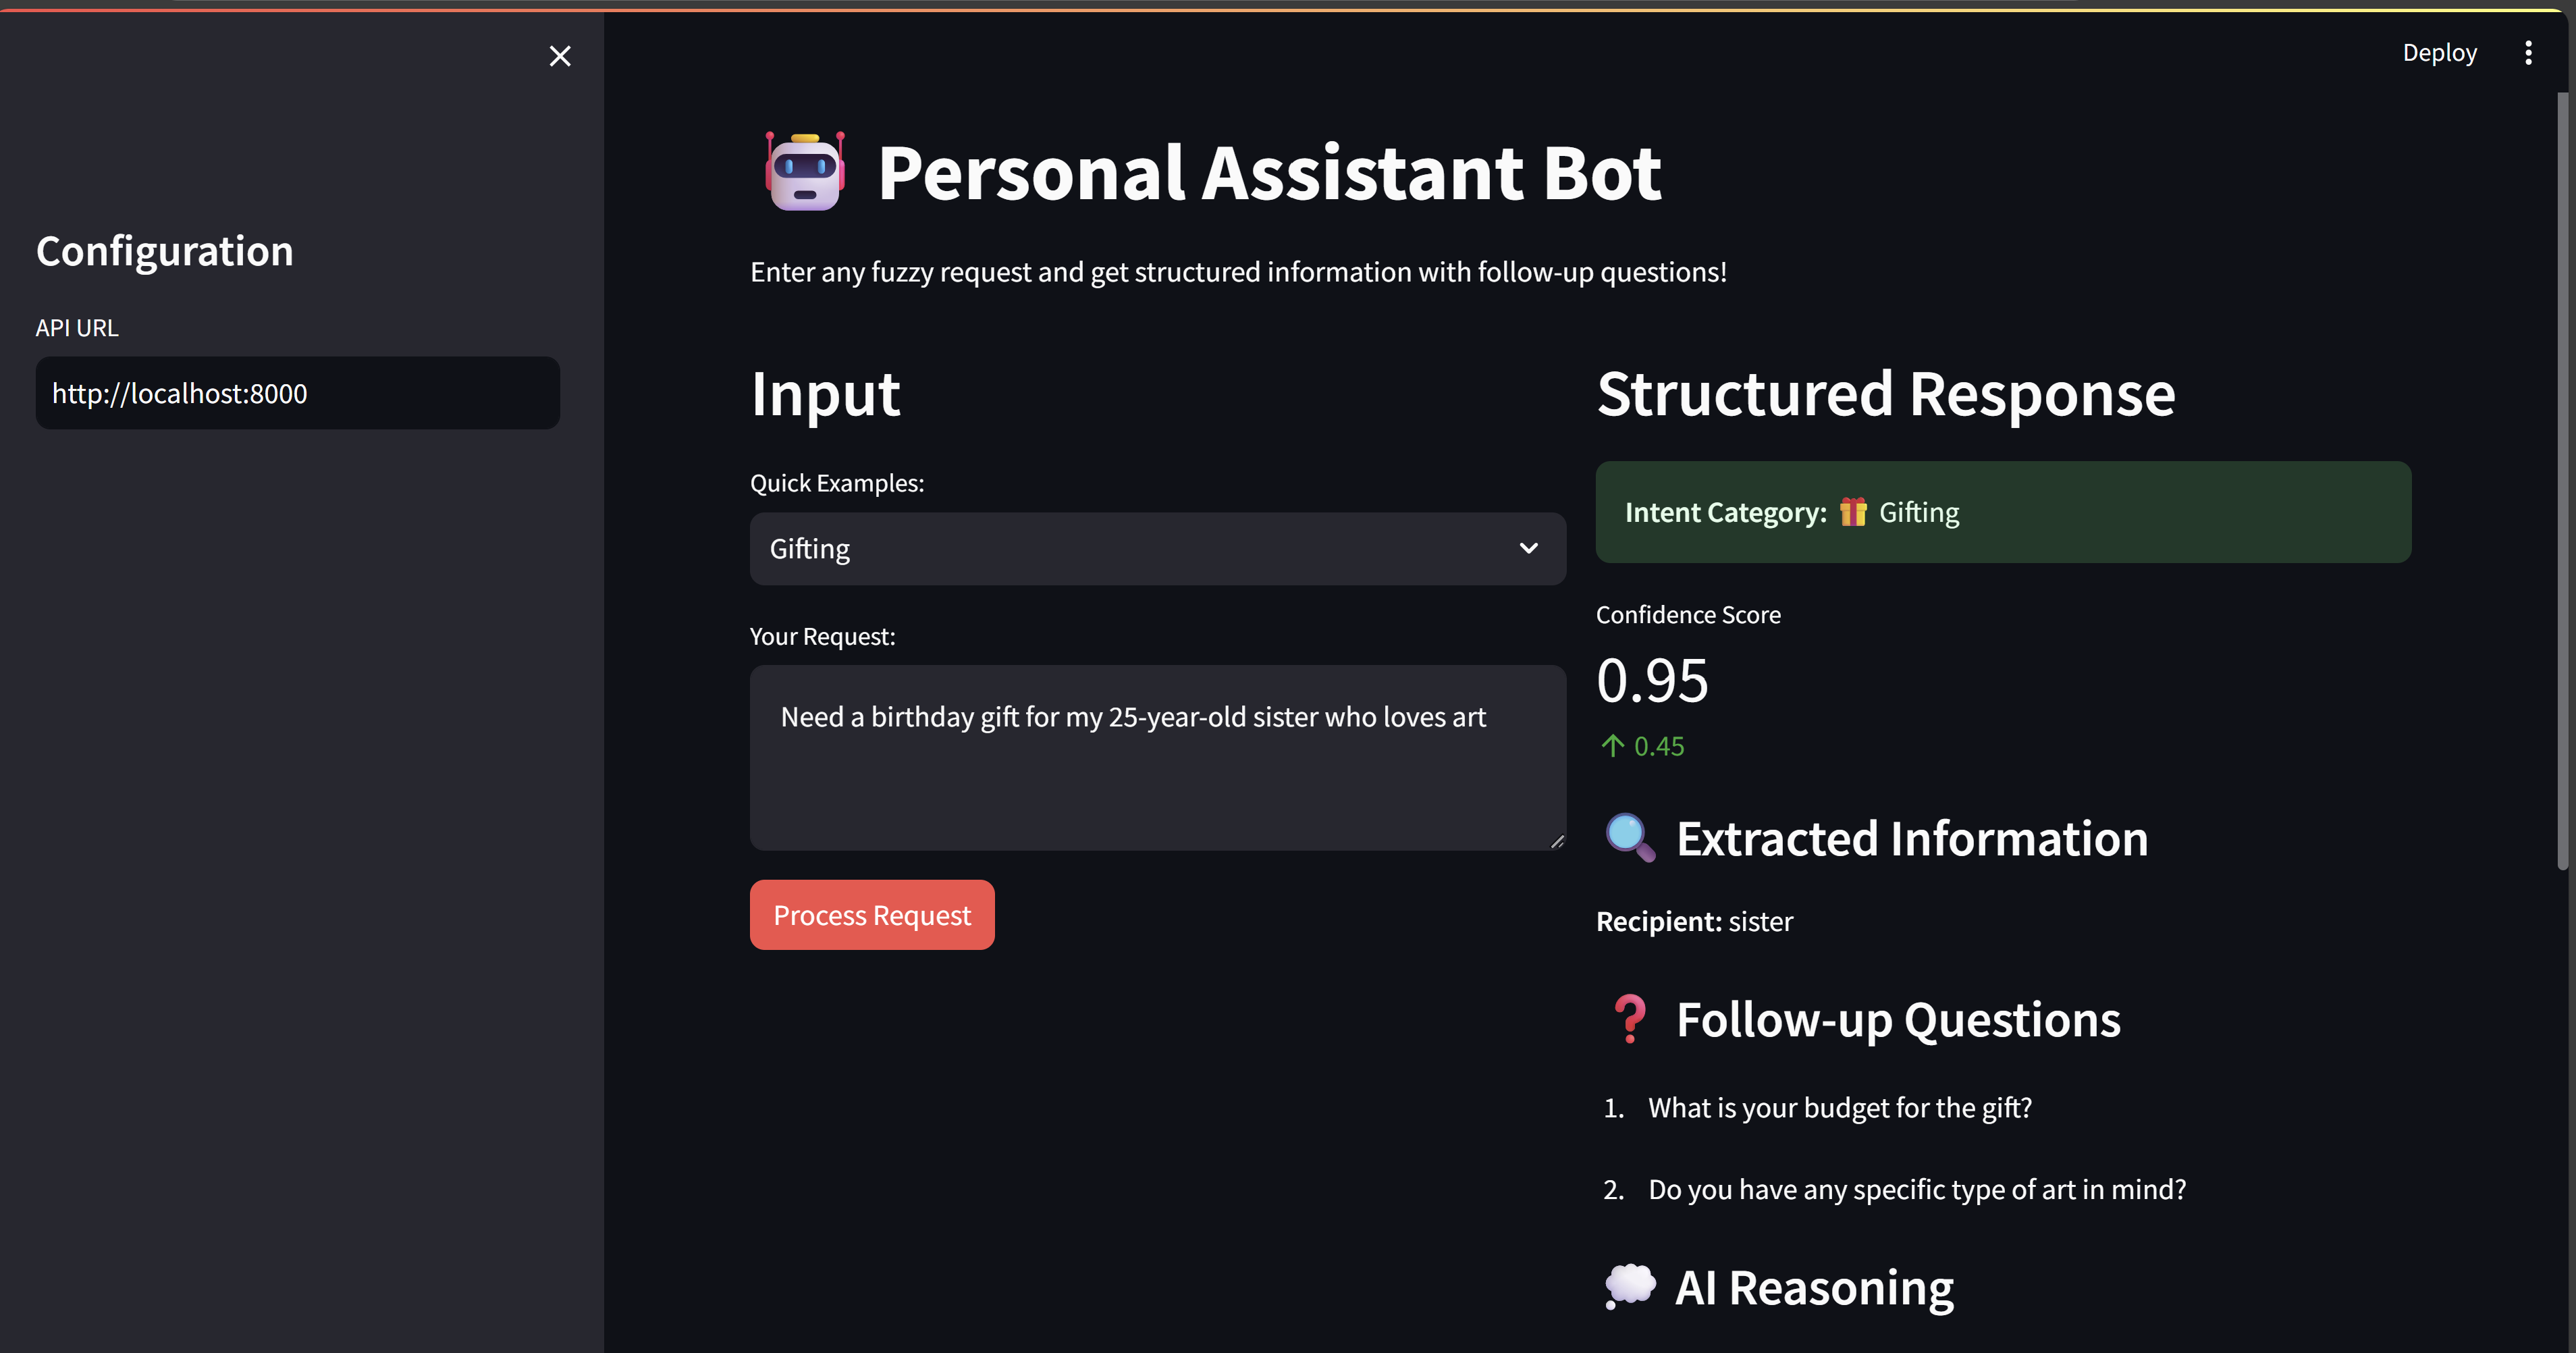 Deploy
Configuration
API URL
http://localhost:8000
Personal Assistant Bot
Enter any fuzzy request and get structured information with follow-up questions!
Input
Quick Examples:
Gifting
Your Request:
Need a birthday gift for my 25-year-old sister who loves art
Process Request
Structured Response
Intent Category: 🎁 Gifting
Confidence Score
0.95
↑ 0.45
Extracted Information
Recipient: sister
Follow-up Questions
1. What is your budget for the gift?
2. Do you have any specific type of art in mind?
AI Reasoning